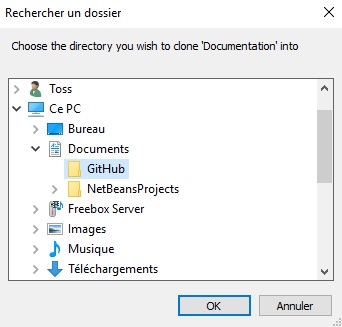 Rechercher un dossier
Choose the directory you wish to clone 'Documentation' into
Toss
Ce PC
Bureau
Documents
GitHub
NetBeansProjects
Freebox Server
Images
Musique
Téléchargements
OK
Annuler